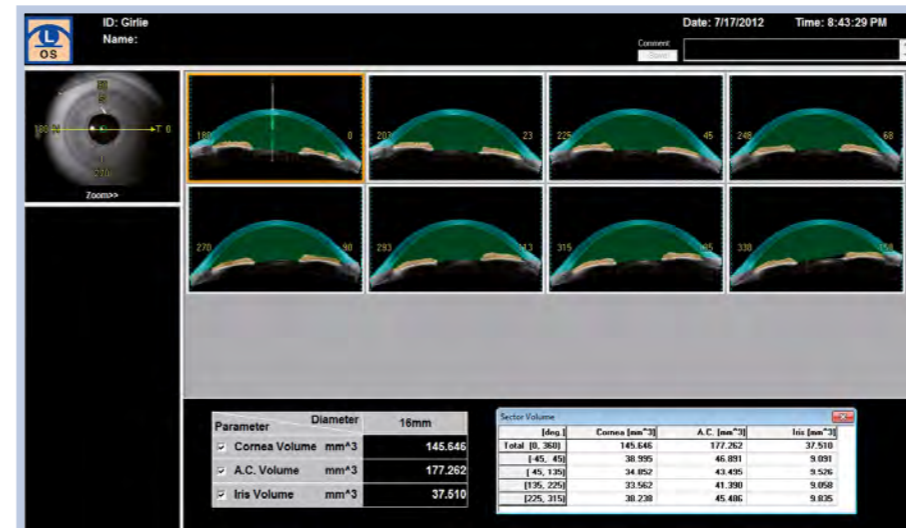 ID: Girlie
Name:
Date: 7/17/2012 Time: 8:43:29 PM
Comment:
L
OS
T 0
270
Zoom>>
180 0
203 23
225 45
248 68
270 90
293
315
338
Parameter Diameter 16mm
Cornea Volume mm^3 145.646
A.C. Volume mm^3 177.262
Iris Volume mm^3 37.510
Sector Volume
[deg.] Cornea [mm^3] A.C. [mm^3] Iris [mm^3]
Total [0, 360] 145.646 177.262 37.510
[-45, 45] 38.995 46.891 9.091
[ 45, 135] 34.852 43.495 9.526
[135, 225] 33.562 41.390 9.058
[225, 315] 38.238 45.486 9.835